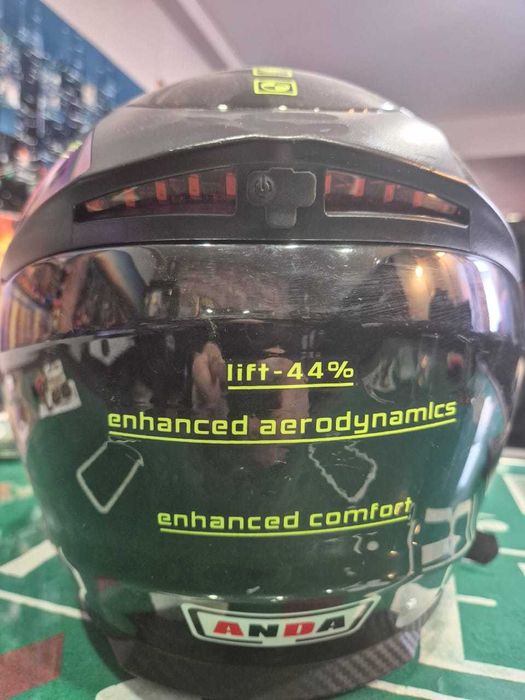 lift-44%
enhanced aerodynamics
enhanced comfort
ANDA